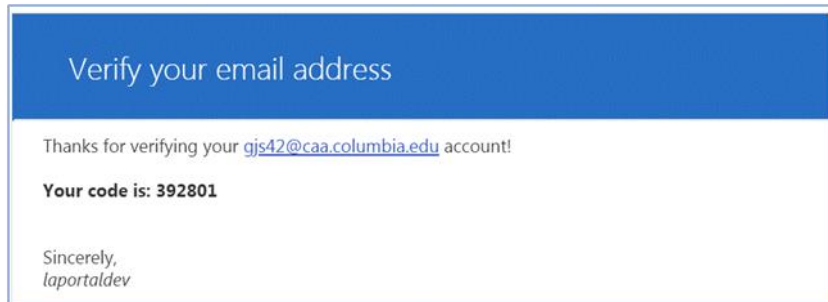 Verify your email address
Thanks for verifying your gjs42@caa.columbia.edu account!
Your code is: 392801
Sincerely,
laportaldev